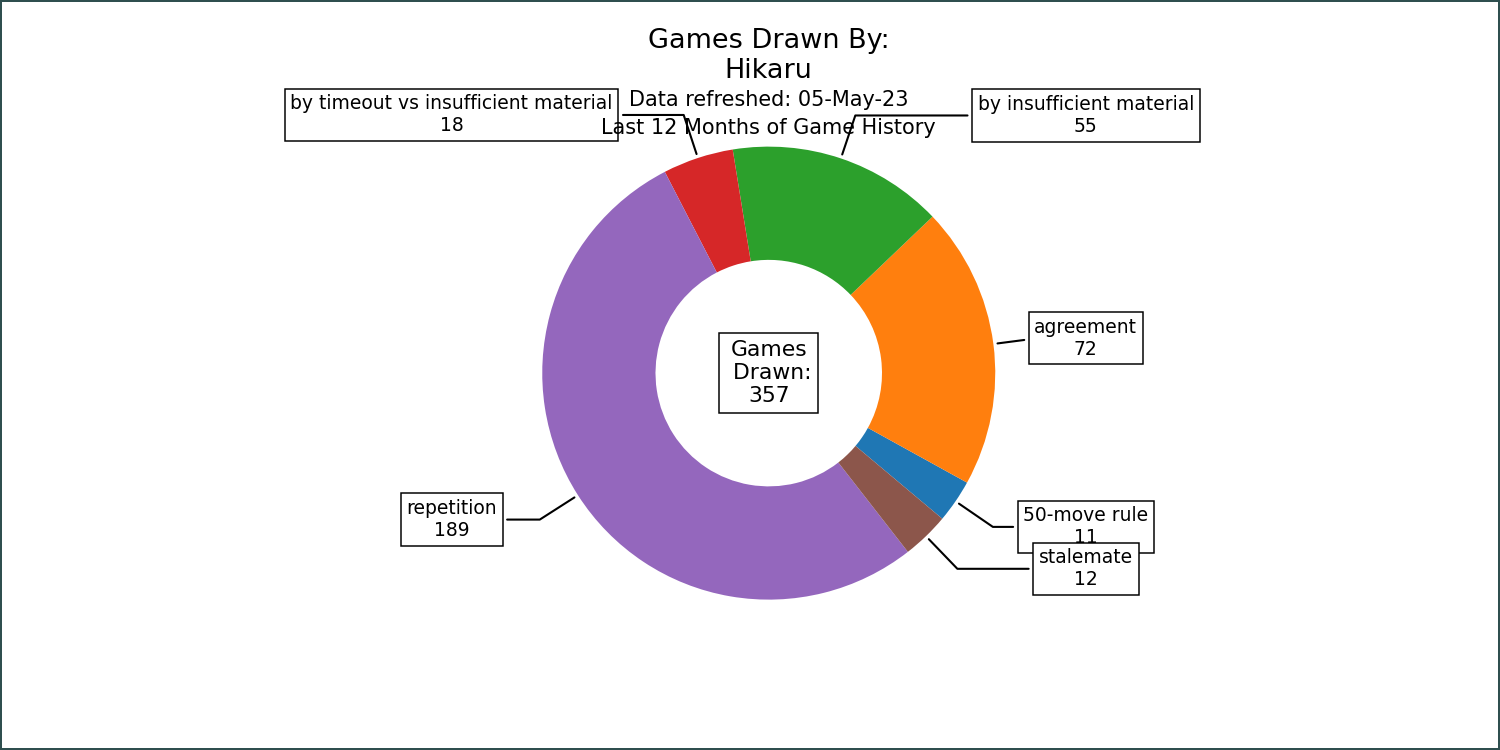 Games Drawn By:
Hikaru
Data refreshed: 05-May-23
Last 12 Months of Game History
by timeout vs insufficient material
18
by insufficient material
55
agreement
72
Games
Drawn:
357
repetition
189
50-move rule
11
stalemate
12